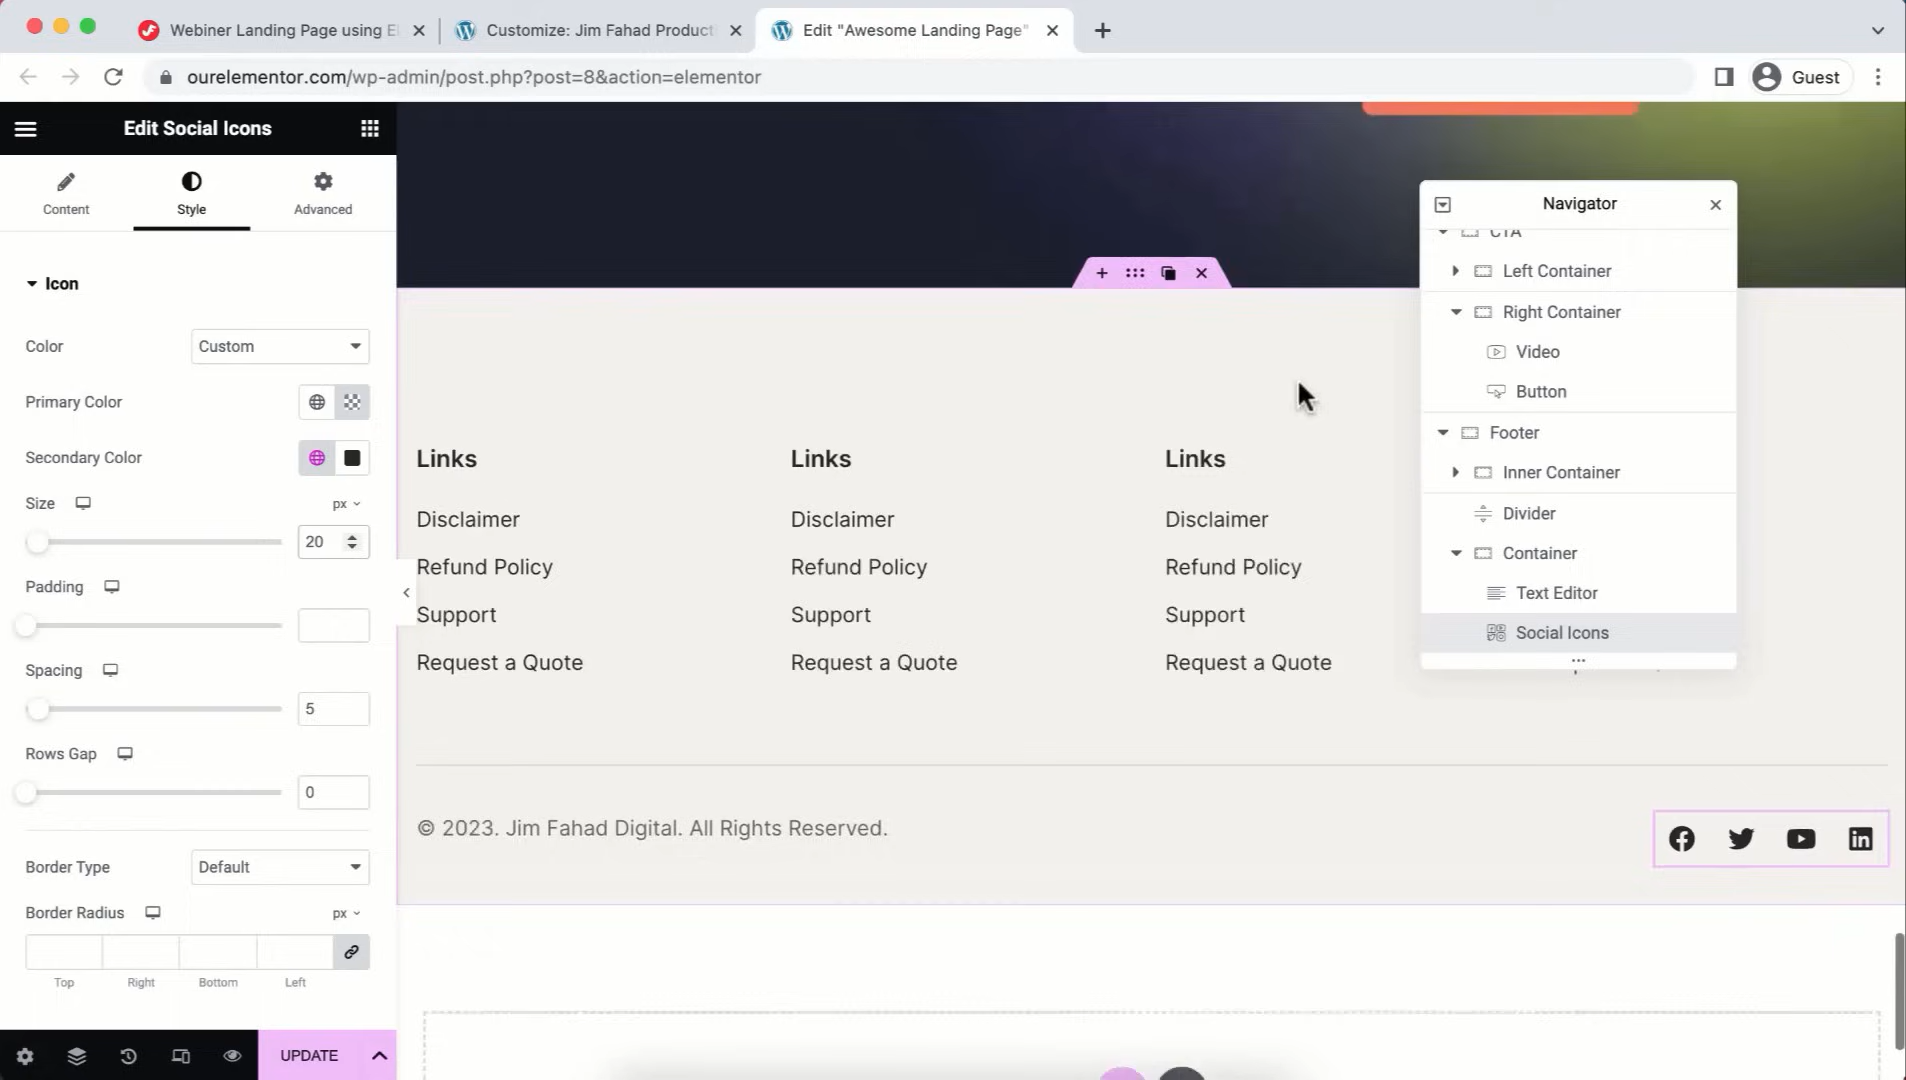 Webiner Landing Page using El
Customize: Jim Fahad Product
Edit "Awesome Landing Page"
ourelementor.com/wp-admin/post.php?post=8&action=elementor
Guest
Edit Social Icons
Content
Style
Advanced
Icon
Color
Custom
Primary Color
Secondary Color
Size
px
20
Padding
Spacing
5
Rows Gap
0
Border Type
Default
Border Radius
px
Top
Right
Bottom
Left
UPDATE
Links
Disclaimer
Refund Policy
Support
Request a Quote
Links
Disclaimer
Refund Policy
Support
Request a Quote
Links
Disclaimer
Refund Policy
Support
Request a Quote
© 2023. Jim Fahad Digital. All Rights Reserved.
Navigator
CTA
Left Container
Right Container
Video
Button
Footer
Inner Container
Divider
Container
Text Editor
Social Icons